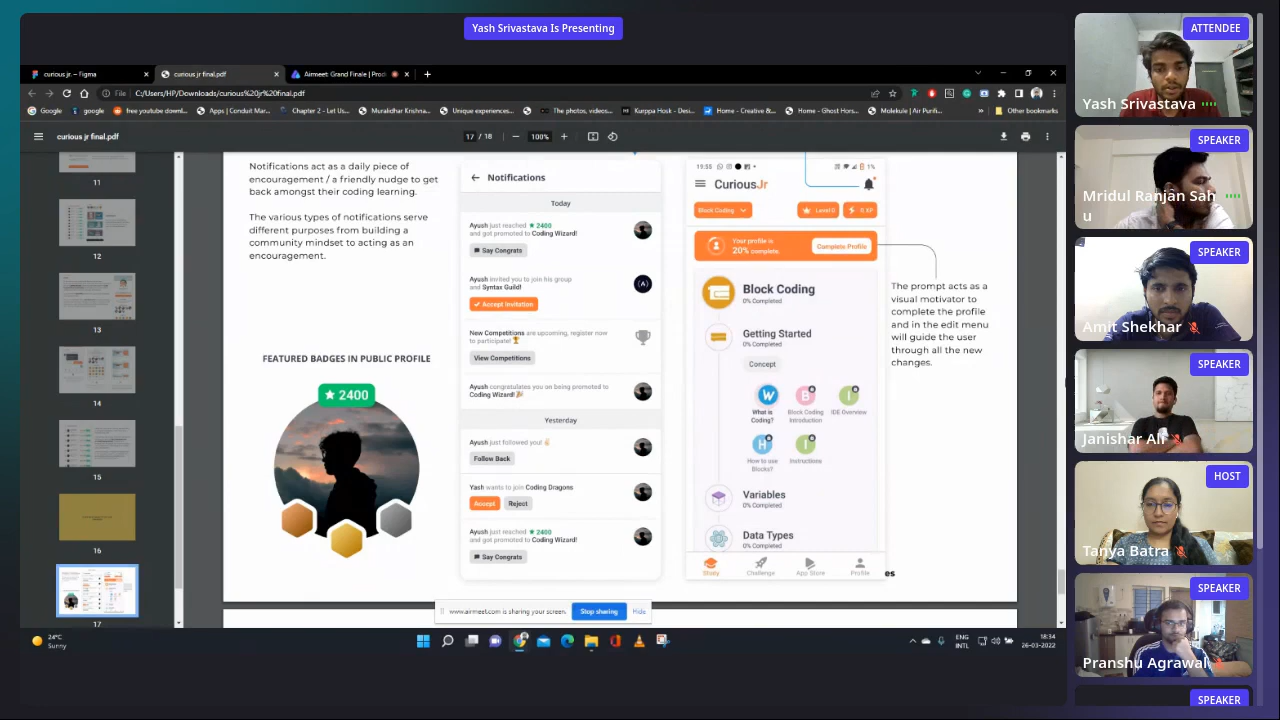 Yash Srivastava Is Presenting
curious jr. – Figma
curious jr final.pdf
Airmeet: Grand Finale | Prod
File
C:/Users/HP/Downloads/curious%20jr%20final.pdf
Google
google
free youtube downl...
Apps | Conduit Mar...
Chapter 2 - Let Us...
Muralidhar Krishna...
Unique experiences...
The photos, videos...
Kurppa Hosk - Desi...
Home - Creative &...
Home - Ghost Hors...
Molekule | Air Purifi...
»
Other bookmarks
curious jr final.pdf
17 / 18
100%
11
12
13
14
15
16
17
Notifications act as a daily piece of
encouragement / a friendly nudge to get
back amongst their coding learning.
The various types of notifications serve
different purposes from building a
community mindset to acting as an
encouragement.
FEATURED BADGES IN PUBLIC PROFILE
★ 2400
Notifications
Today
Ayush just reached ★ 2400
and got promoted to Coding Wizard!
Say Congrats
Ayush invited you to join his group
and Syntax Guild!
✓ Accept Invitation
New Competitions are upcoming, register now
to participate! 🏆
View Competitions
Ayush congratulates you on being promoted to
Coding Wizard!🎉
Yesterday
Ayush just followed you!
Follow Back
Yash wants to join Coding Dragons
Accept
Reject
Ayush just reached ★ 2400
and got promoted to Coding Wizard!
Say Congrats
19:55
1%
CuriousJr
Block Coding
Level 0
0 XP
Your profile is
20% complete.
Complete Profile
Block Coding
0% Completed
Getting Started
0% Completed
Concept
W
B
I
What is
Coding?
Block Coding
Introduction
IDE Overview
H
I
How to use
Blocks?
Instructions
Variables
0% Completed
Data Types
0% Completed
Study
Challenge
App Store
Profile
es
The prompt acts as a
visual motivator to
complete the profile
and in the edit menu
will guide the user
through all the new
changes.
www.airmeet.com is sharing your screen.
Stop sharing
Hide
24°C
Sunny
ENG
INTL
18:34
26-03-2022
ATTENDEE
Yash Srivastava
SPEAKER
Mridul Ranjan Sah
u
SPEAKER
Amit Shekhar
SPEAKER
Janishar Ali
HOST
Tanya Batra
SPEAKER
Pranshu Agrawal
SPEAKER